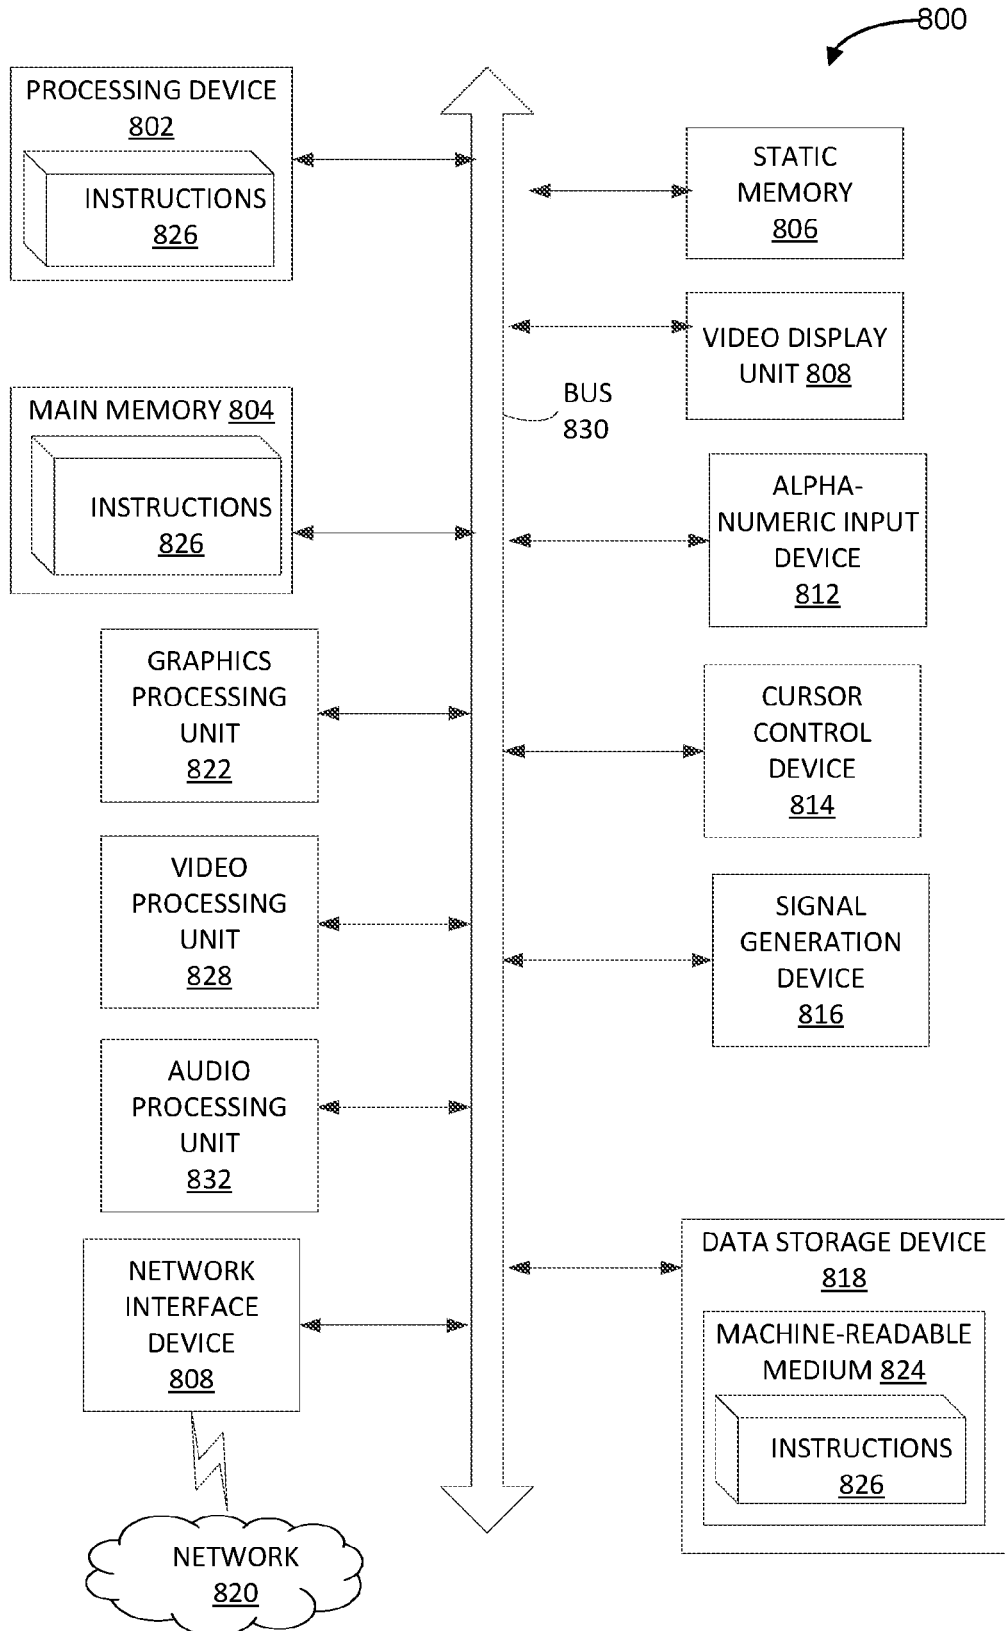 800
PROCESSING DEVICE
802
INSTRUCTIONS
826
STATIC
MEMORY
806
VIDEO DISPLAY
UNIT 808
BUS
830
MAIN MEMORY 804
INSTRUCTIONS
826
ALPHA-
NUMERIC INPUT
DEVICE
812
GRAPHICS
PROCESSING
UNIT
822
CURSOR
CONTROL
DEVICE
814
VIDEO
PROCESSING
UNIT
828
SIGNAL
GENERATION
DEVICE
816
AUDIO
PROCESSING
UNIT
832
NETWORK
INTERFACE
DEVICE
808
DATA STORAGE DEVICE
818
MACHINE-READABLE
MEDIUM 824
INSTRUCTIONS
826
NETWORK
820